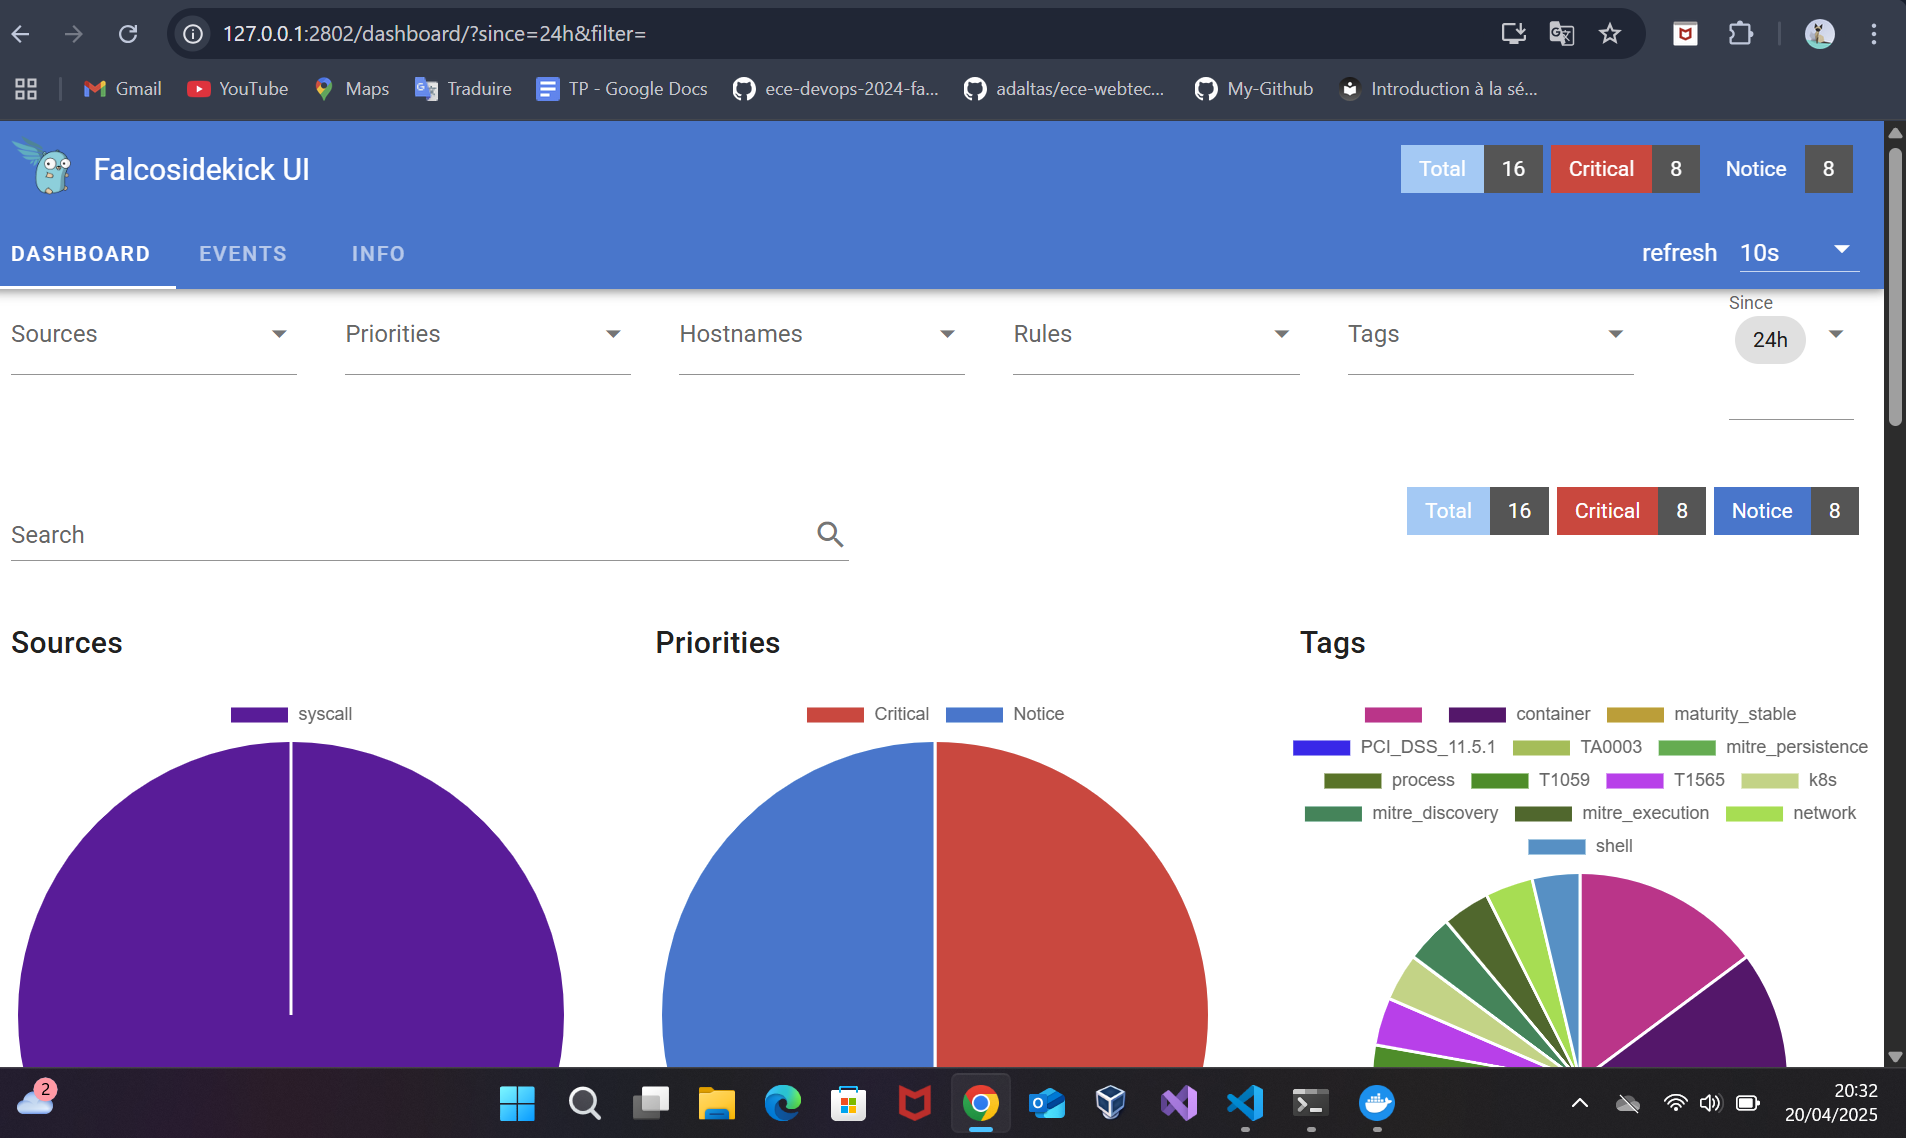 127.0.0.1:2802/dashboard/?since=24h&filter=
Gmail YouTube Maps Traduire TP - Google Docs ece-devops-2024-fa... adaltas/ece-webtec... My-Github Introduction à la sé...
Falcosidekick UI
Total 16 Critical 8 Notice 8
DASHBOARD EVENTS INFO
refresh 10s
Since
Sources Priorities Hostnames Rules Tags 24h
Total 16 Critical 8 Notice 8
Search
Sources Priorities Tags
syscall
Critical Notice
container maturity_stable
PCI_DSS_11.5.1 TA0003 mitre_persistence
process T1059 T1565 k8s
mitre_discovery mitre_execution network
shell
2
20:32
20/04/2025